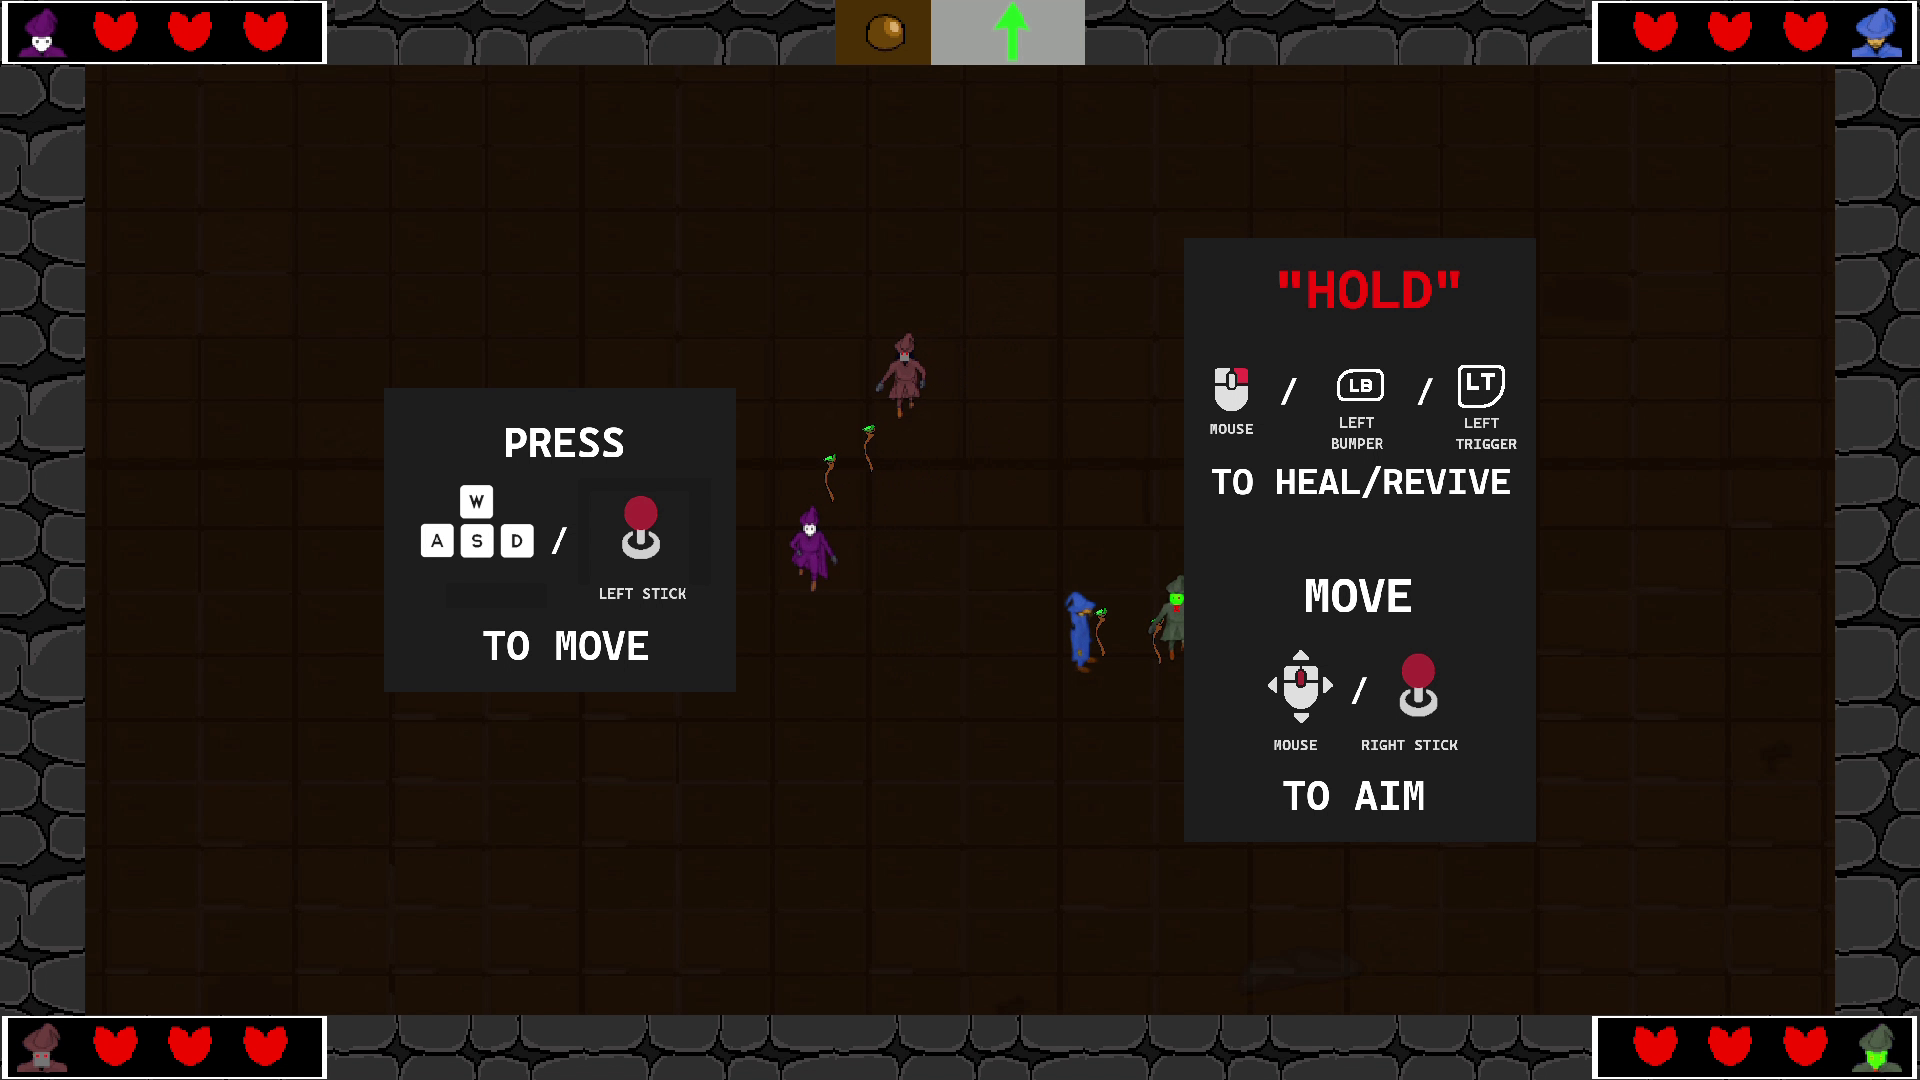 PRESS
W
A S D /
LEFT STICK
TO MOVE
"HOLD"
/ LB / LT
MOUSE LEFT BUMPER LEFT TRIGGER
TO HEAL/REVIVE
MOVE
/
MOUSE RIGHT STICK
TO AIM